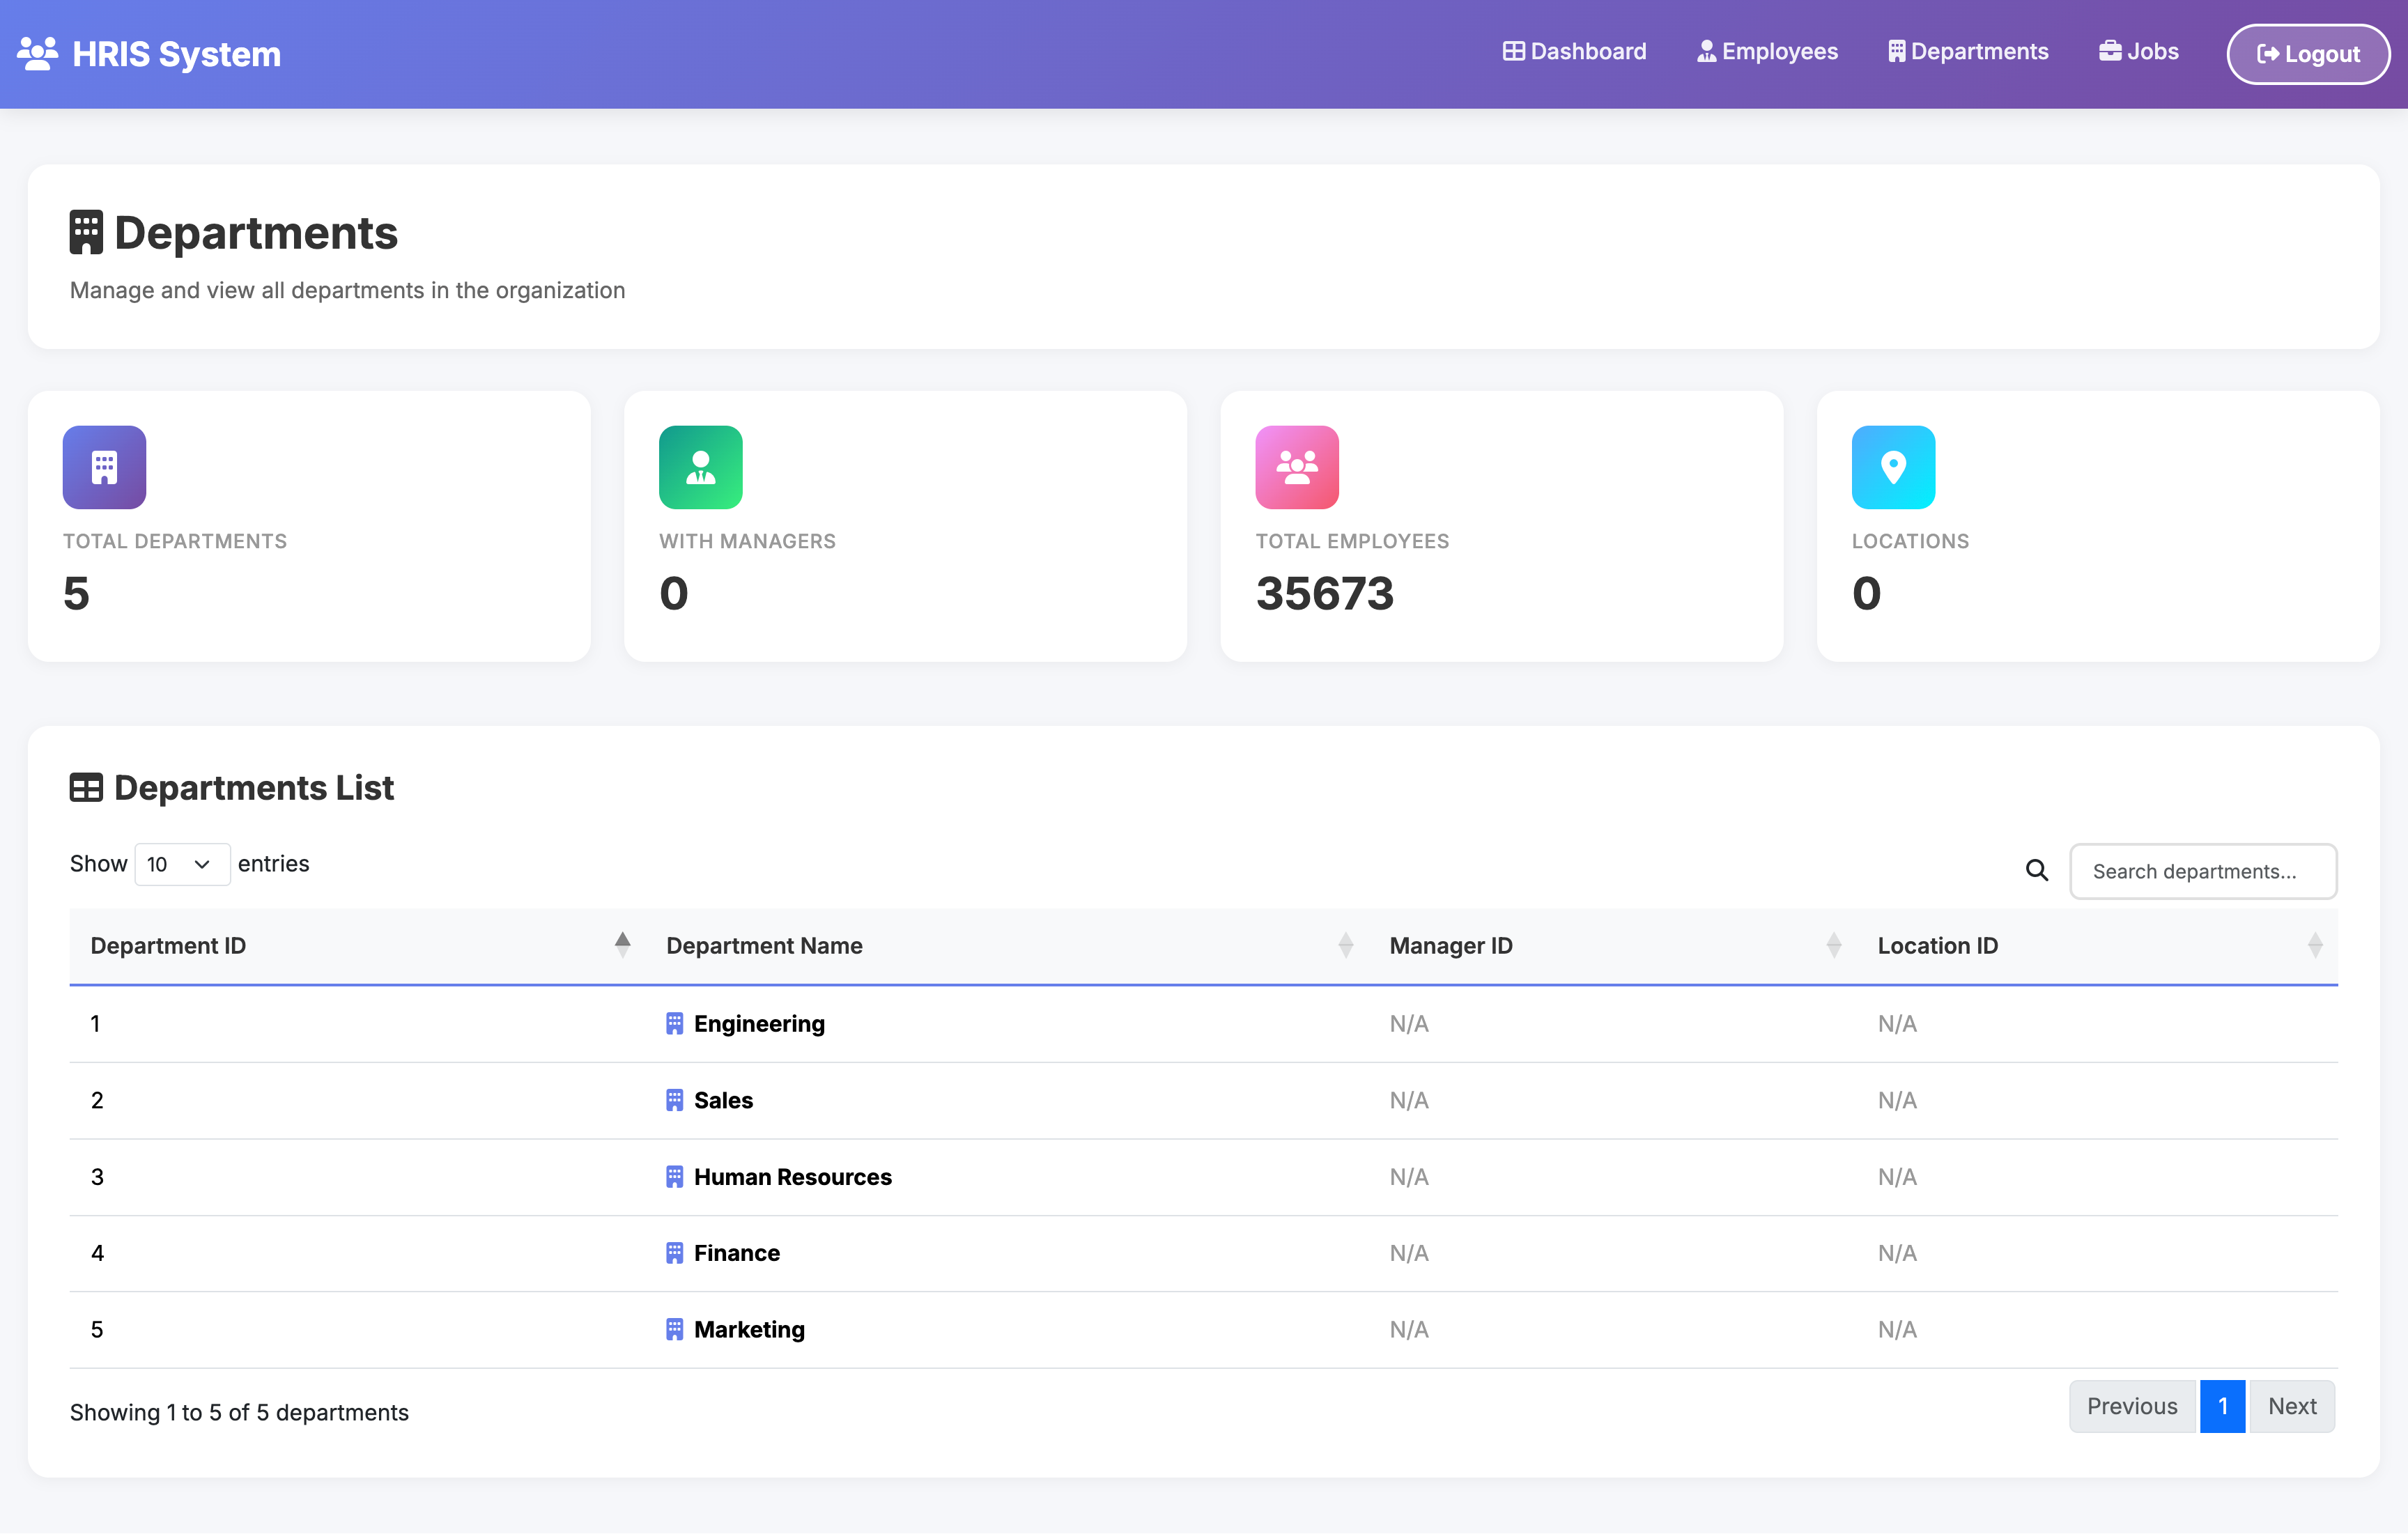 HRIS System
Dashboard Employees Departments Jobs Logout
Departments
Manage and view all departments in the organization
TOTAL DEPARTMENTS
5
WITH MANAGERS
0
TOTAL EMPLOYEES
35673
LOCATIONS
0
Departments List
Show 10 entries
Search departments...
Department ID Department Name Manager ID Location ID
1 Engineering N/A N/A
2 Sales N/A N/A
3 Human Resources N/A N/A
4 Finance N/A N/A
5 Marketing N/A N/A
Showing 1 to 5 of 5 departments
Previous 1 Next